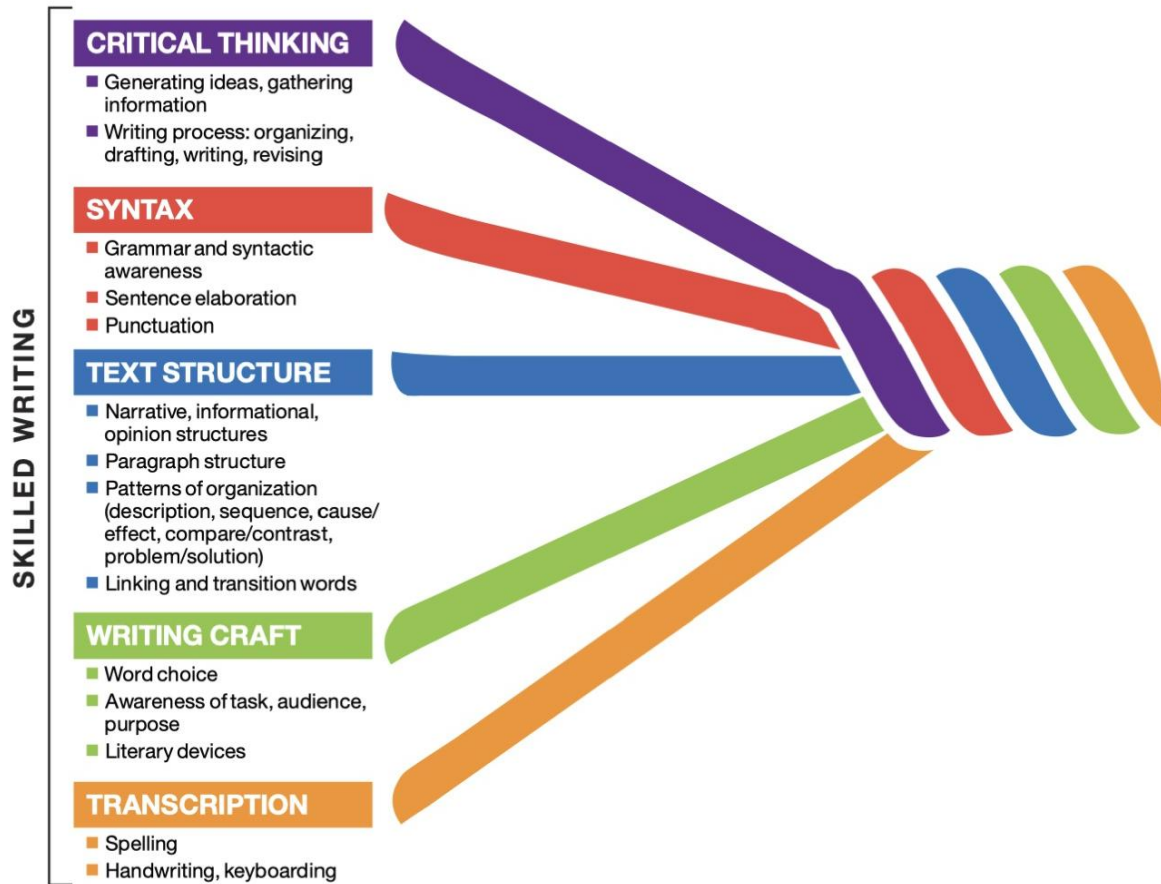 SKILLED WRITING
CRITICAL THINKING
■ Generating ideas, gathering
information
■ Writing process: organizing,
drafting, writing, revising
SYNTAX
■ Grammar and syntactic
awareness
■ Sentence elaboration
■ Punctuation
TEXT STRUCTURE
■ Narrative, informational,
opinion structures
■ Paragraph structure
■ Patterns of organization
(description, sequence, cause/
effect, compare/contrast,
problem/solution)
■ Linking and transition words
WRITING CRAFT
■ Word choice
■ Awareness of task, audience,
purpose
■ Literary devices
TRANSCRIPTION
■ Spelling
■ Handwriting, keyboarding